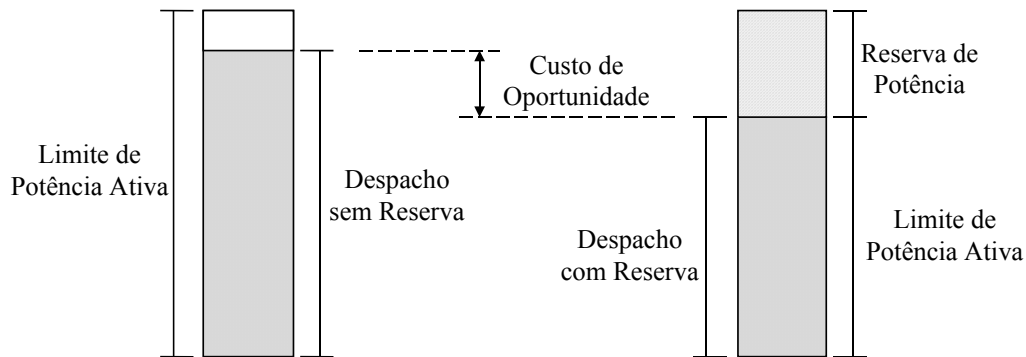 Limite de
Potência Ativa
Despacho
sem Reserva
Custo de
Oportunidade
Despacho
com Reserva
Reserva de
Potência
Limite de
Potência Ativa